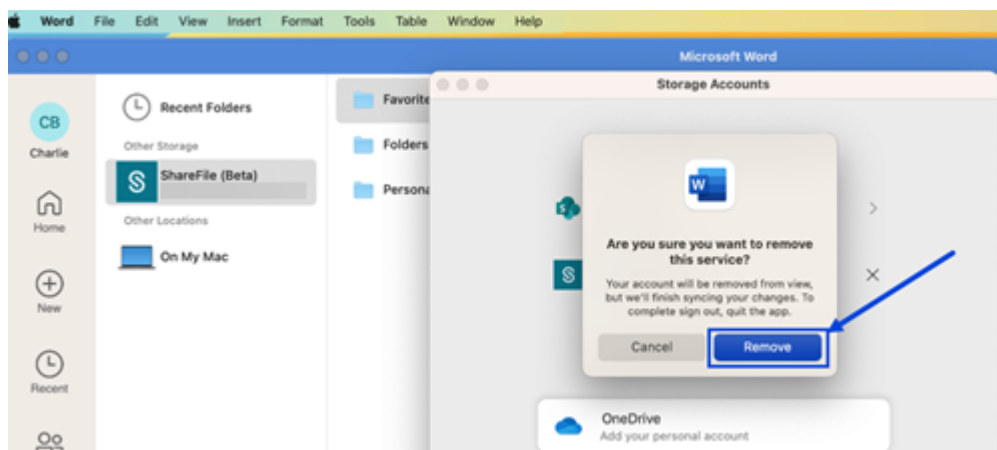 Word File Edit View Insert Format Tools Table Window Help
Microsoft Word
CB
Charlie
Home
New
Recent
Recent Folders
Other Storage
ShareFile (Beta)
Other Locations
On My Mac
Favorite
Folders
Persona
Storage Accounts
Are you sure you want to remove
this service?
Your account will be removed from view,
but we'll finish syncing your changes. To
complete sign out, quit the app.
Cancel Remove
OneDrive
Add your personal account